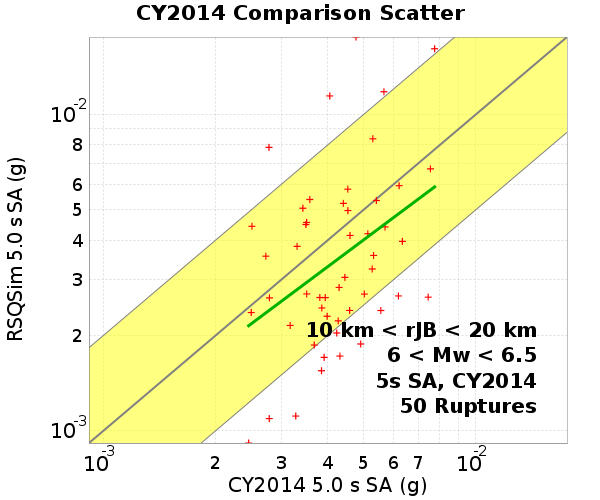 CY2014 Comparison Scatter
RSQSim 5.0 s SA (g)
10-2
8
6
5
4
3
2
10-3
10 km < rJB < 20 km
6 < Mw < 6.5
5s SA, CY2014
50 Ruptures
10-3 2 3 4 5 6 7 10-2
CY2014 5.0 s SA (g)